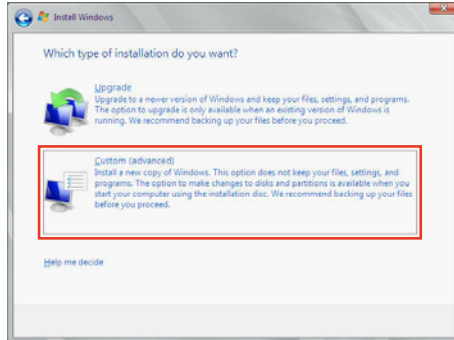 Install Windows
Which type of installation do you want?
Upgrade
Upgrade to a newer version of Windows and keep your files, settings, and programs.
The option to upgrade is only available when an existing version of Windows is
running. We recommend backing up your files before you proceed.
Custom (advanced)
Install a new copy of Windows. This option does not keep your files, settings, and
programs. The option to make changes to disks and partitions is available when you
start your computer using the installation disc. We recommend backing up your files
before you proceed.
Help me decide